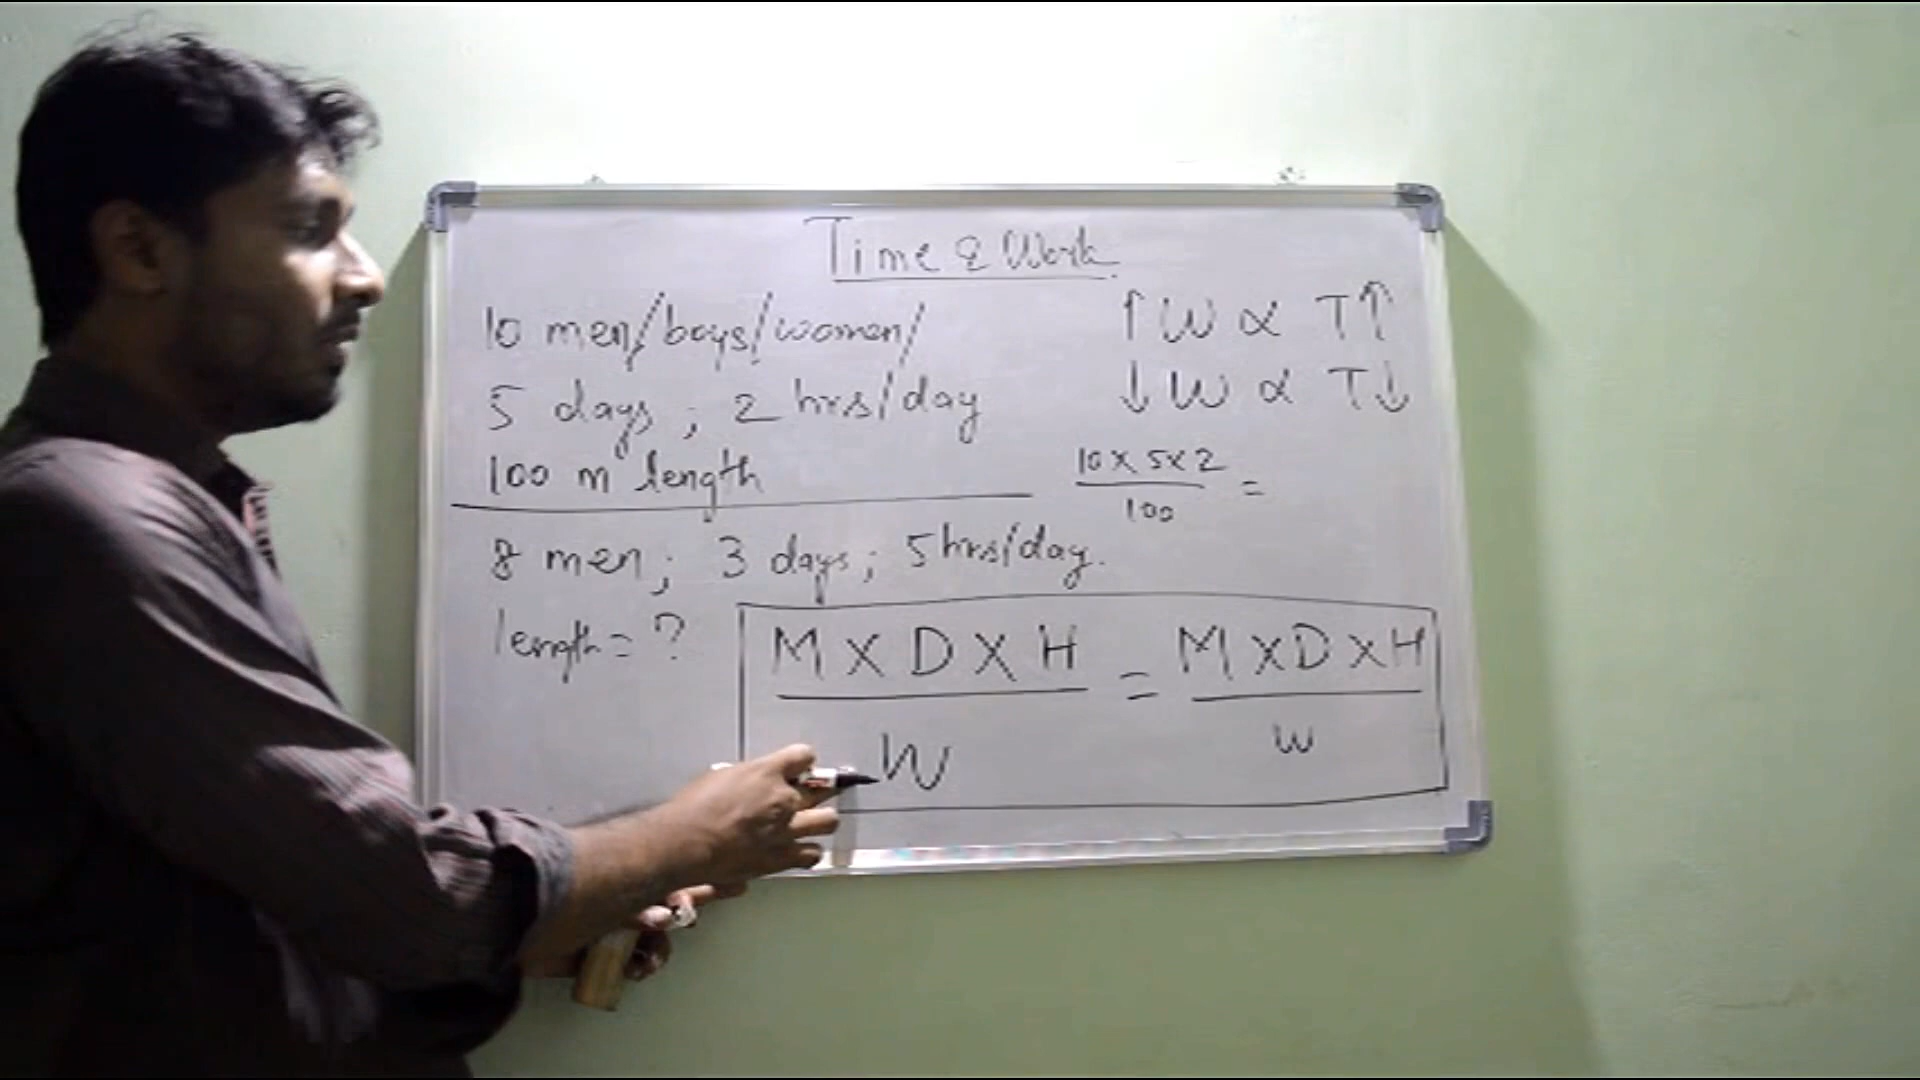 Time & Work
10 men/boys/women/
5 days ; 2 hrs/day
100 m length
↑ W ∝ T ↑
↓ W ∝ T ↓
10 x 5 x 2
100
=
8 men ; 3 days ; 5 hrs/day.
length = ?
M X D X H = M X D X H
W W